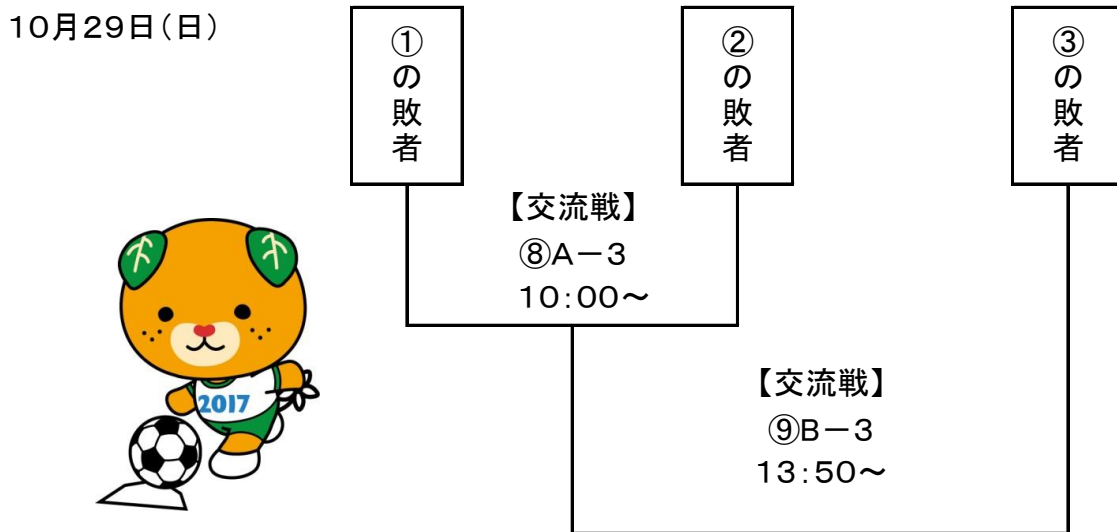 10月29日(日)
①の敗者
②の敗者
③の敗者
【交流戦】
⑧A－3
10:00～
【交流戦】
⑨B－3
13:50～
2017